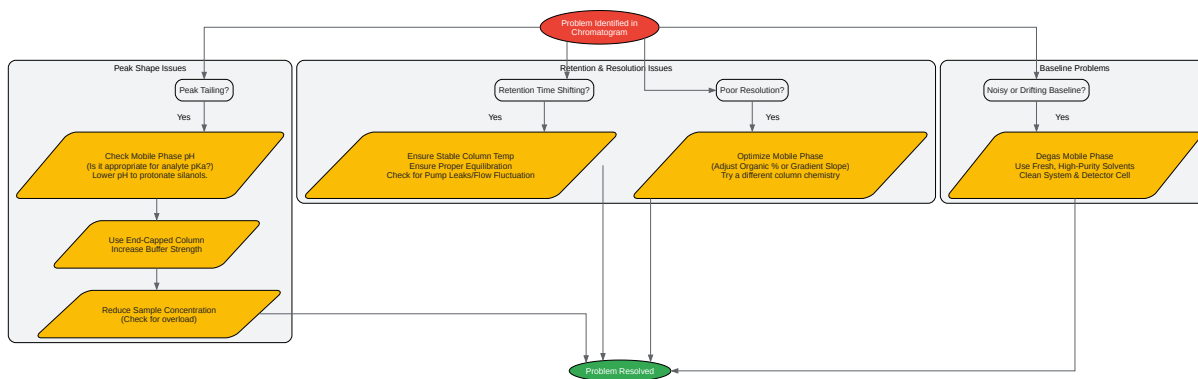 Problem Identified in
Chromatogram
Peak Shape Issues
Retention & Resolution Issues
Baseline Problems
Peak Tailing?
Retention Time Shifting?
Poor Resolution?
Noisy or Drifting Baseline?
Yes
Yes
Yes
Yes
Check Mobile Phase pH
(Is it appropriate for analyte pKa?)
Lower pH to protonate silanols.
Ensure Stable Column Temp
Ensure Proper Equilibration
Check for Pump Leaks/Flow Fluctuation
Optimize Mobile Phase
(Adjust Organic % or Gradient Slope)
Try a different column chemistry
Degas Mobile Phase
Use Fresh, High-Purity Solvents
Clean System & Detector Cell
Use End-Capped Column
Increase Buffer Strength
Reduce Sample Concentration
(Check for overload)
Problem Resolved